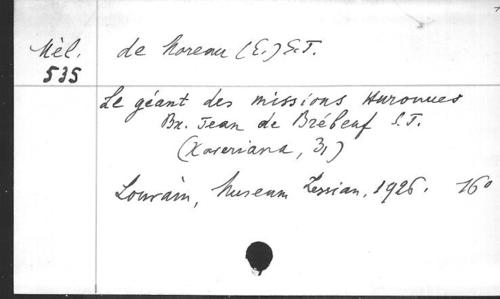 Mél. de Moreau (E.) S.T.
535
Le géant des missions Huronnes
Bx. Jean de Brébeuf S.T.
(Xaveriana, 31)
Louvain, Museum Lessian, 1926. 16°